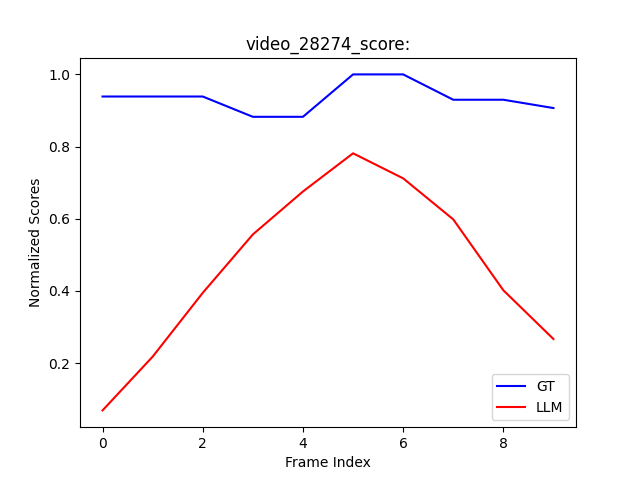 video_28274_score:
Normalized Scores
1.0
0.8
0.6
0.4
0.2
0 2 4 6 8
Frame Index
GT
LLM